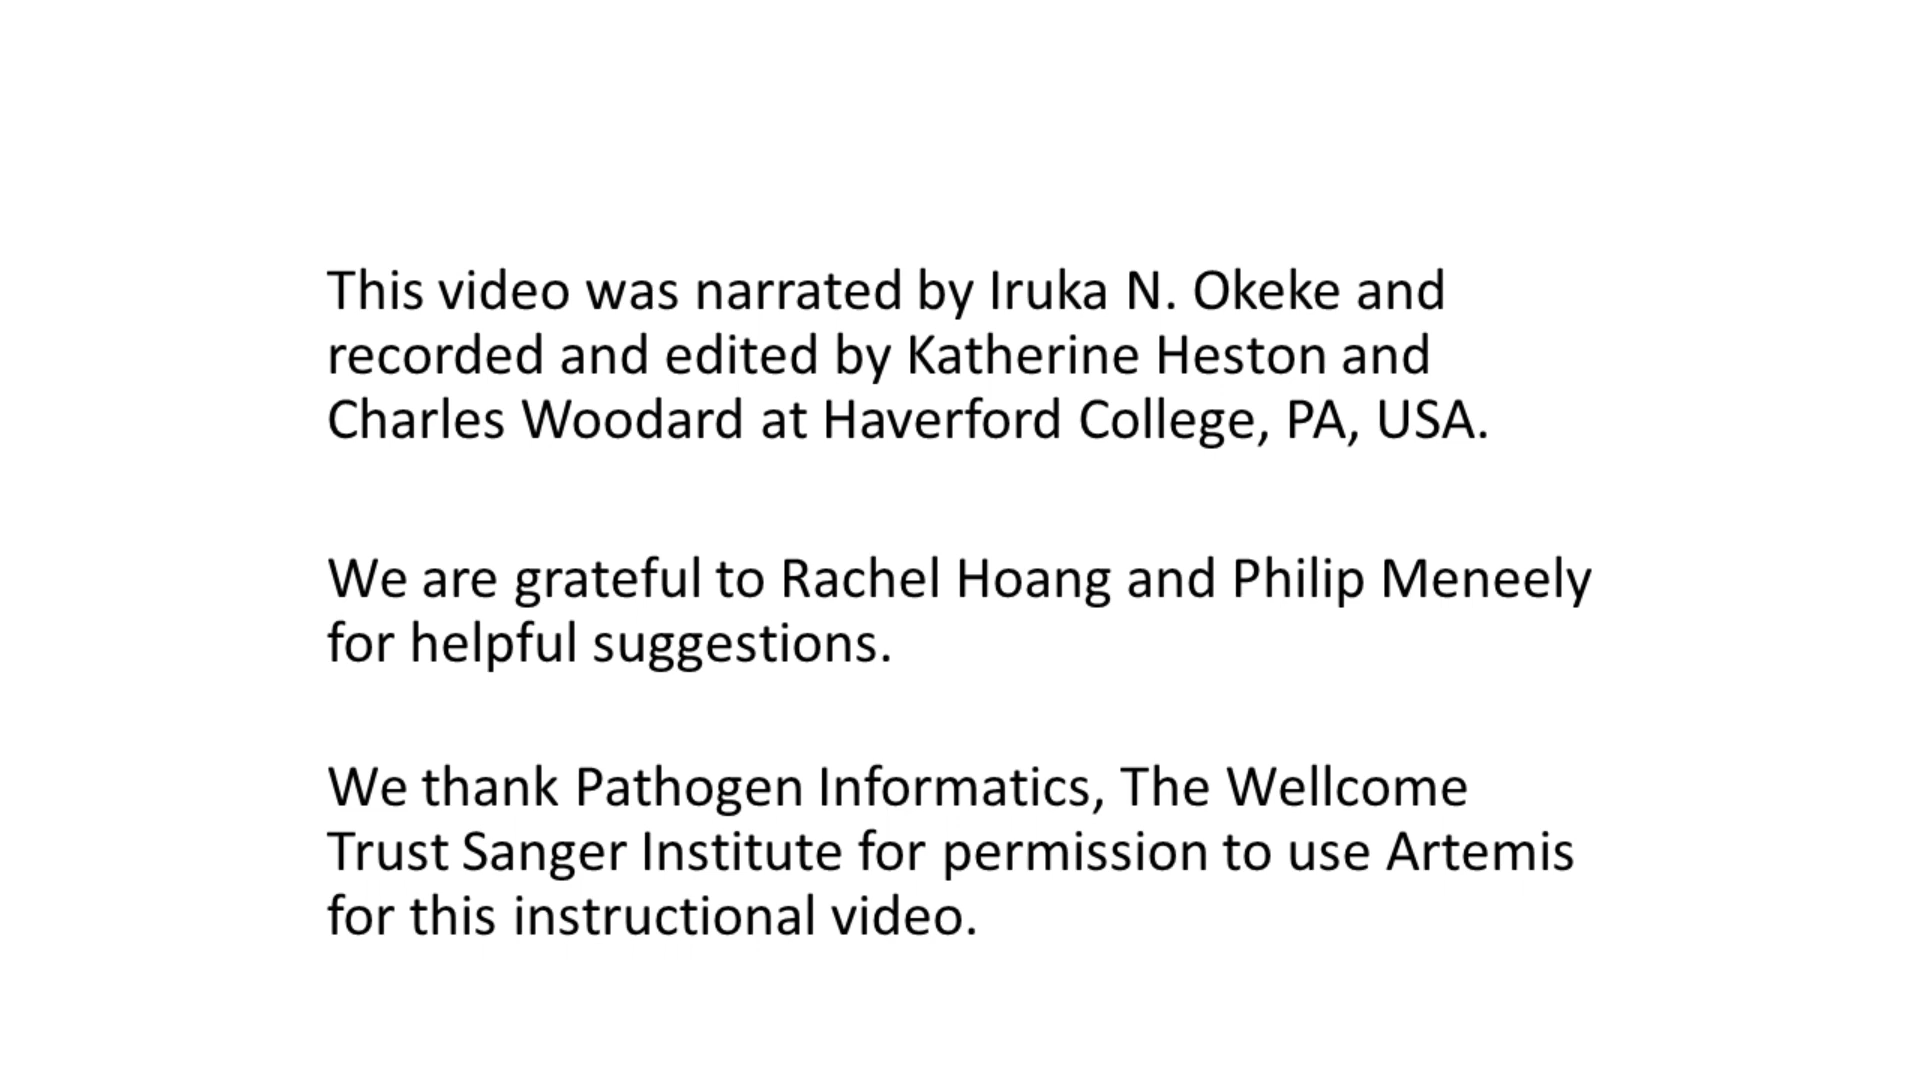 This video was narrated by Iruka N. Okeke and
recorded and edited by Katherine Heston and
Charles Woodard at Haverford College, PA, USA.
We are grateful to Rachel Hoang and Philip Meneely
for helpful suggestions.
We thank Pathogen Informatics, The Wellcome
Trust Sanger Institute for permission to use Artemis
for this instructional video.